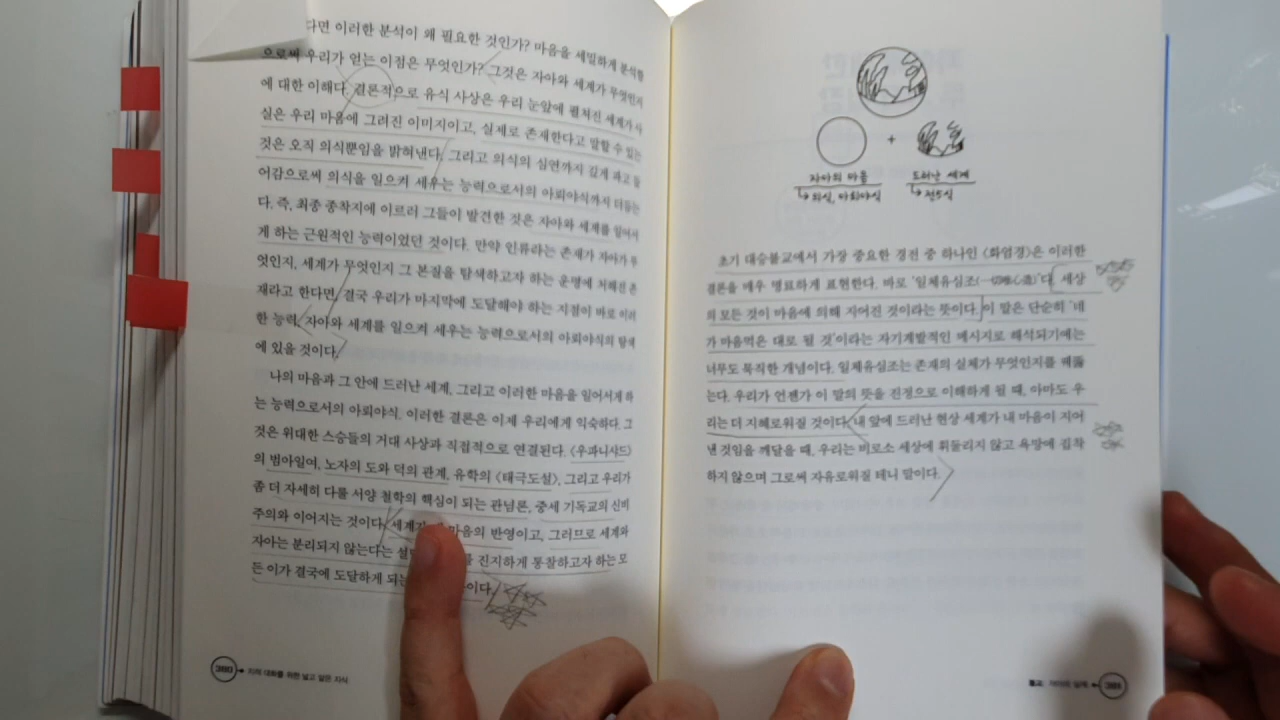 다면 이러한 분석이 왜 필요한 것인가? 마음을 세밀하게 분석함
으로써 우리가 얻는 이점은 무엇인가? 그것은 자아와 세계가 무엇인지
에 대한 이해다. 결론적으로 유식 사상은 우리 눈앞에 펼쳐진 세계가 사
실은 우리 마음에 그려진 이미지이고, 실제로 존재한다고 말할 수 있는
것은 오직 의식뿐임을 밝혀낸다. 그리고 의식의 심연까지 깊게 파고 들
어감으로써 의식을 일으켜 세우는 능력으로서의 아뢰야식까지 더듬는
다. 즉, 최종 종착지에 이르러 그들이 발견한 것은 자아와 세계를 일어서
게 하는 근원적인 능력이었던 것이다. 만약 인류라는 존재가 자아가 무
엇인지, 세계가 무엇인지 그 본질을 탐색하고자 하는 운명에 처해진 존
재라고 한다면, 결국 우리가 마지막에 도달해야 하는 지점이 바로 이러
한 능력, 자아와 세계를 일으켜 세우는 능력으로서의 아뢰야식의 탐색
에 있을 것이다.
나의 마음과 그 안에 드러난 세계, 그리고 이러한 마음을 일어서게 하
는 능력으로서의 아뢰야식. 이러한 결론은 이제 우리에게 익숙하다. 그
것은 위대한 스승들의 거대 사상과 직접적으로 연결된다. 〈우파니샤드〉
의 범아일여, 노자의 도와 덕의 관계, 유학의 〈태극도설〉, 그리고 우리가
좀 더 자세히 다룰 서양 철학의 핵심이 되는 관념론, 중세 기독교의 신비
주의와 이어지는 것이다. 마음의 반영이고, 그러므로 세계와
자아는 분리되지 않는다는 진지하게 통찰하고자 하는 모
든 이가 결국에 도달하게 되는
380 지적 대화를 위한 넓고 얕은 지식
+
자아의 마음 드러난 세계
↳의식, 아뢰야식 ↳전5식
초기 대승불교에서 가장 중요한 경전 중 하나인 〈화엄경〉은 이러한
결론을 매우 명료하게 표현한다. 바로 '일체유심조(一切唯心造)'다. 세상
의 모든 것이 마음에 의해 지어진 것이라는 뜻이다. 이 말은 단순히 '네
가 마음먹은 대로 될 것'이라는 자기계발적인 메시지로 해석되기에는
너무도 묵직한 개념이다. 일체유심조는 존재의 실체가 무엇인지를 꿰뚫
는다. 우리가 언젠가 이 말의 뜻을 진정으로 이해하게 될 때, 아마도 우
리는 더 지혜로워질 것이다. 내 앞에 드러난 현상 세계가 내 마음이 지어
낸 것임을 깨달을 때, 우리는 비로소 세상에 휘둘리지 않고 욕망에 집착
하지 않으며 그로써 자유로워질 테니 말이다.
381